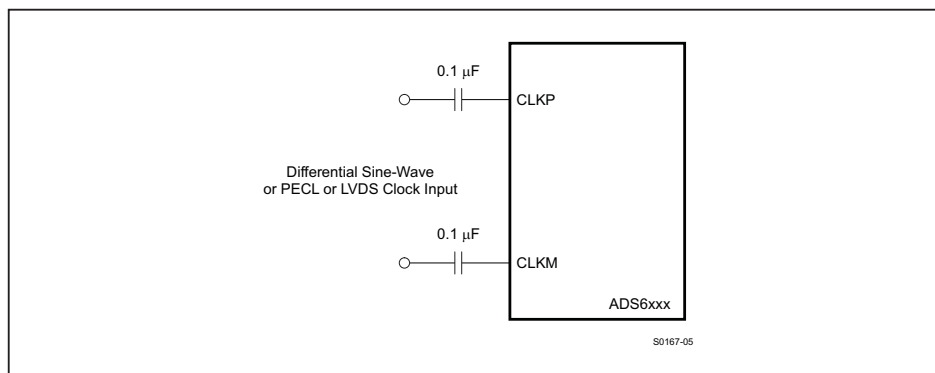 0.1 μF
CLKP
Differential Sine-Wave
or PECL or LVDS Clock Input
0.1 μF
CLKM
ADS6xxx
S0167-05